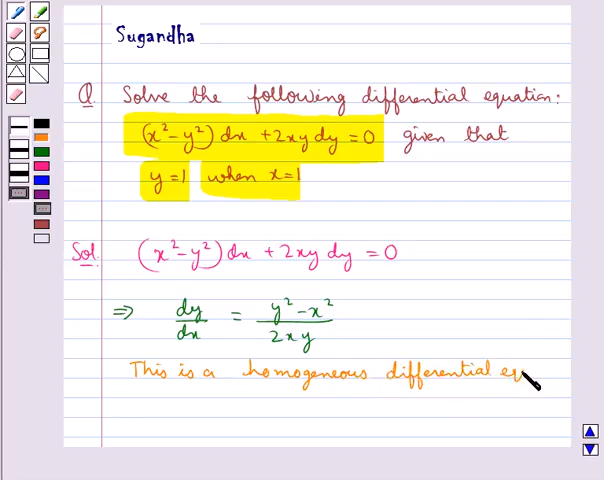 Sugandha
Q. Solve the following differential equation:
(x² - y²) dx + 2xy dy = 0 given that
y = 1 when x = 1
Sol. (x² - y²) dx + 2xy dy = 0
⇒ dy/dx = (y² - x²)/(2xy)
This is a homogeneous differential eq